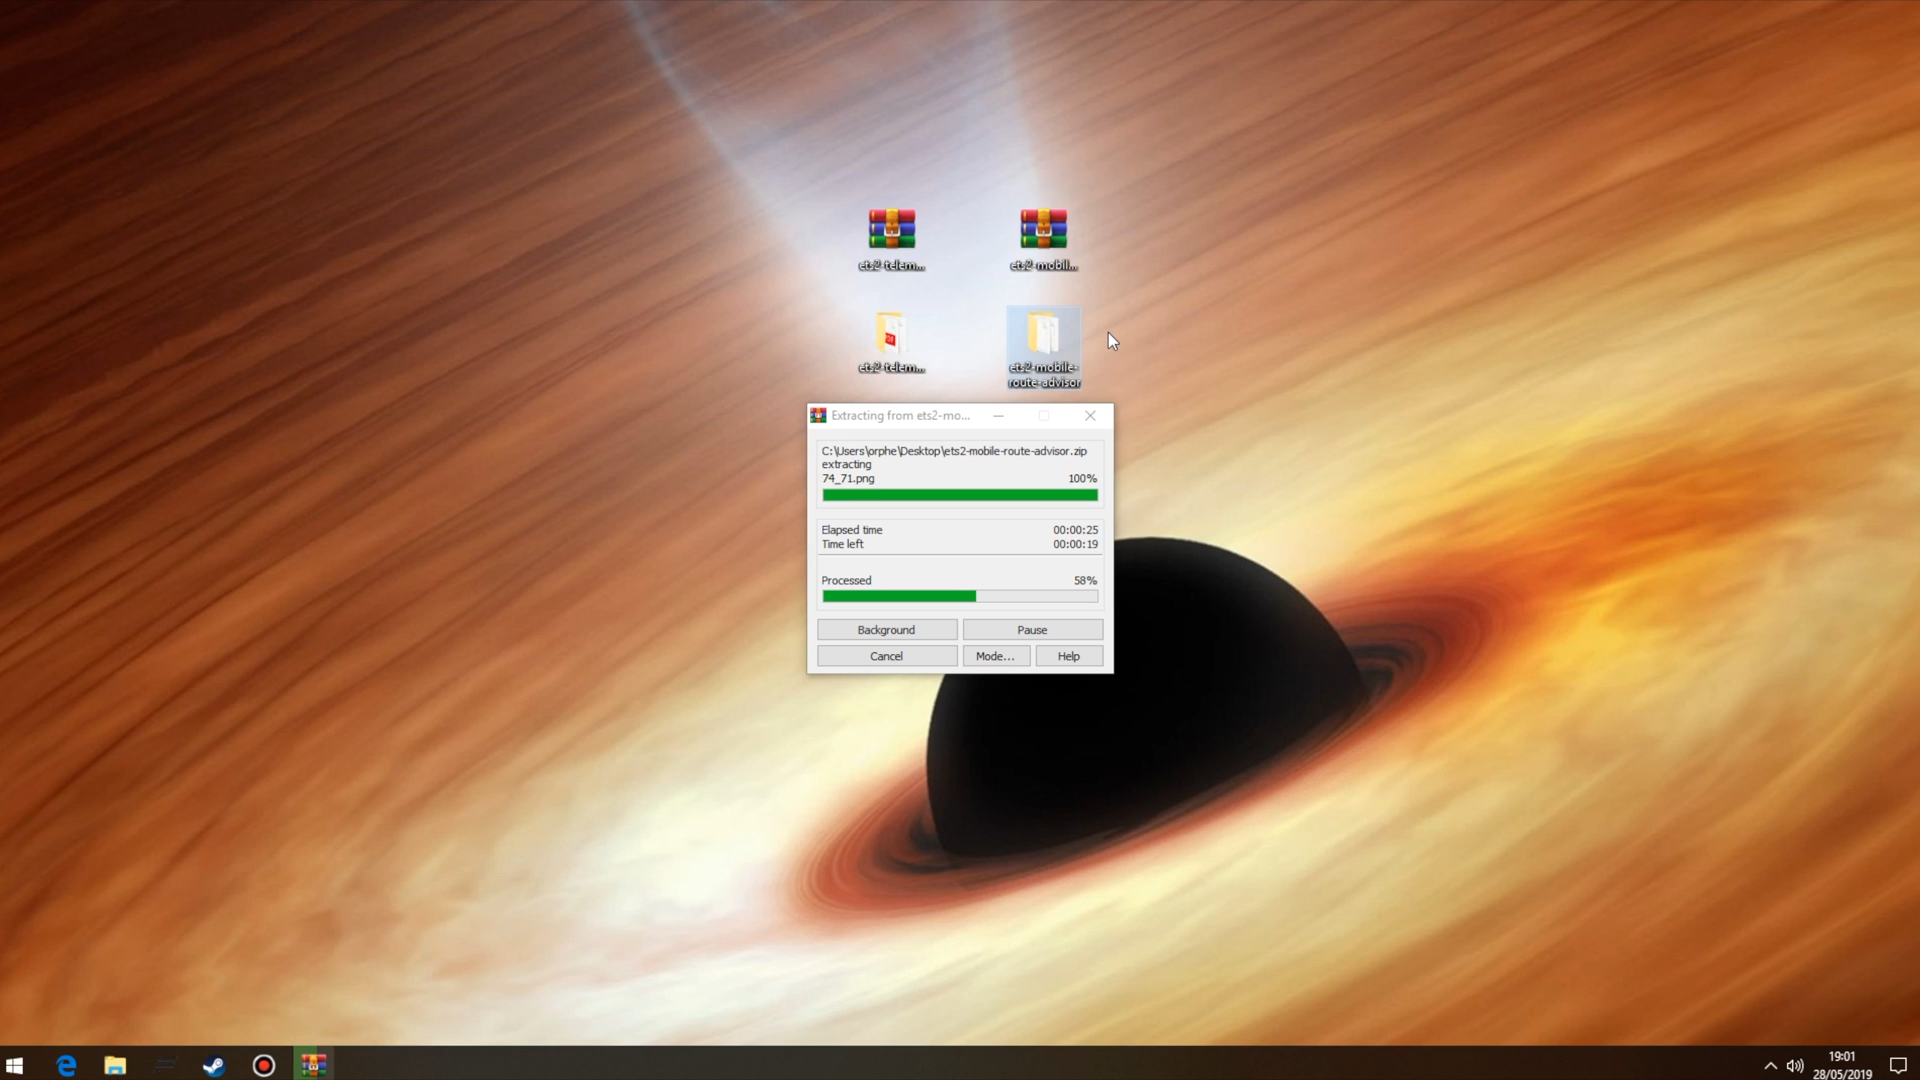 ets2-telem...
ets2-mobil...
ets2-telem...
ets2-mobile-
route-advisor
Extracting from ets2-mo...
C:\Users\orphe\Desktop\ets2-mobile-route-advisor.zip
extracting
74_71.png 100%
Elapsed time 00:00:25
Time left 00:00:19
Processed 58%
Background Pause
Cancel Mode... Help
19:01
28/05/2019